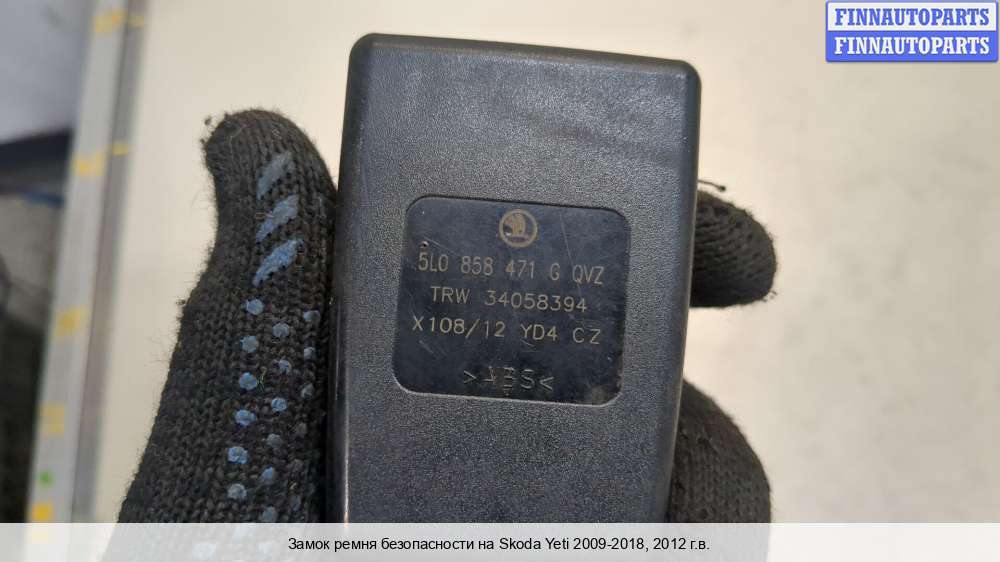 FINNAUTOPARTS
FINNAUTOPARTS
5L0 858 471 G QVZ
TRW 34058394
X108/12 YD4 CZ
>ABS<
Замок ремня безопасности на Skoda Yeti 2009-2018, 2012 г.в.